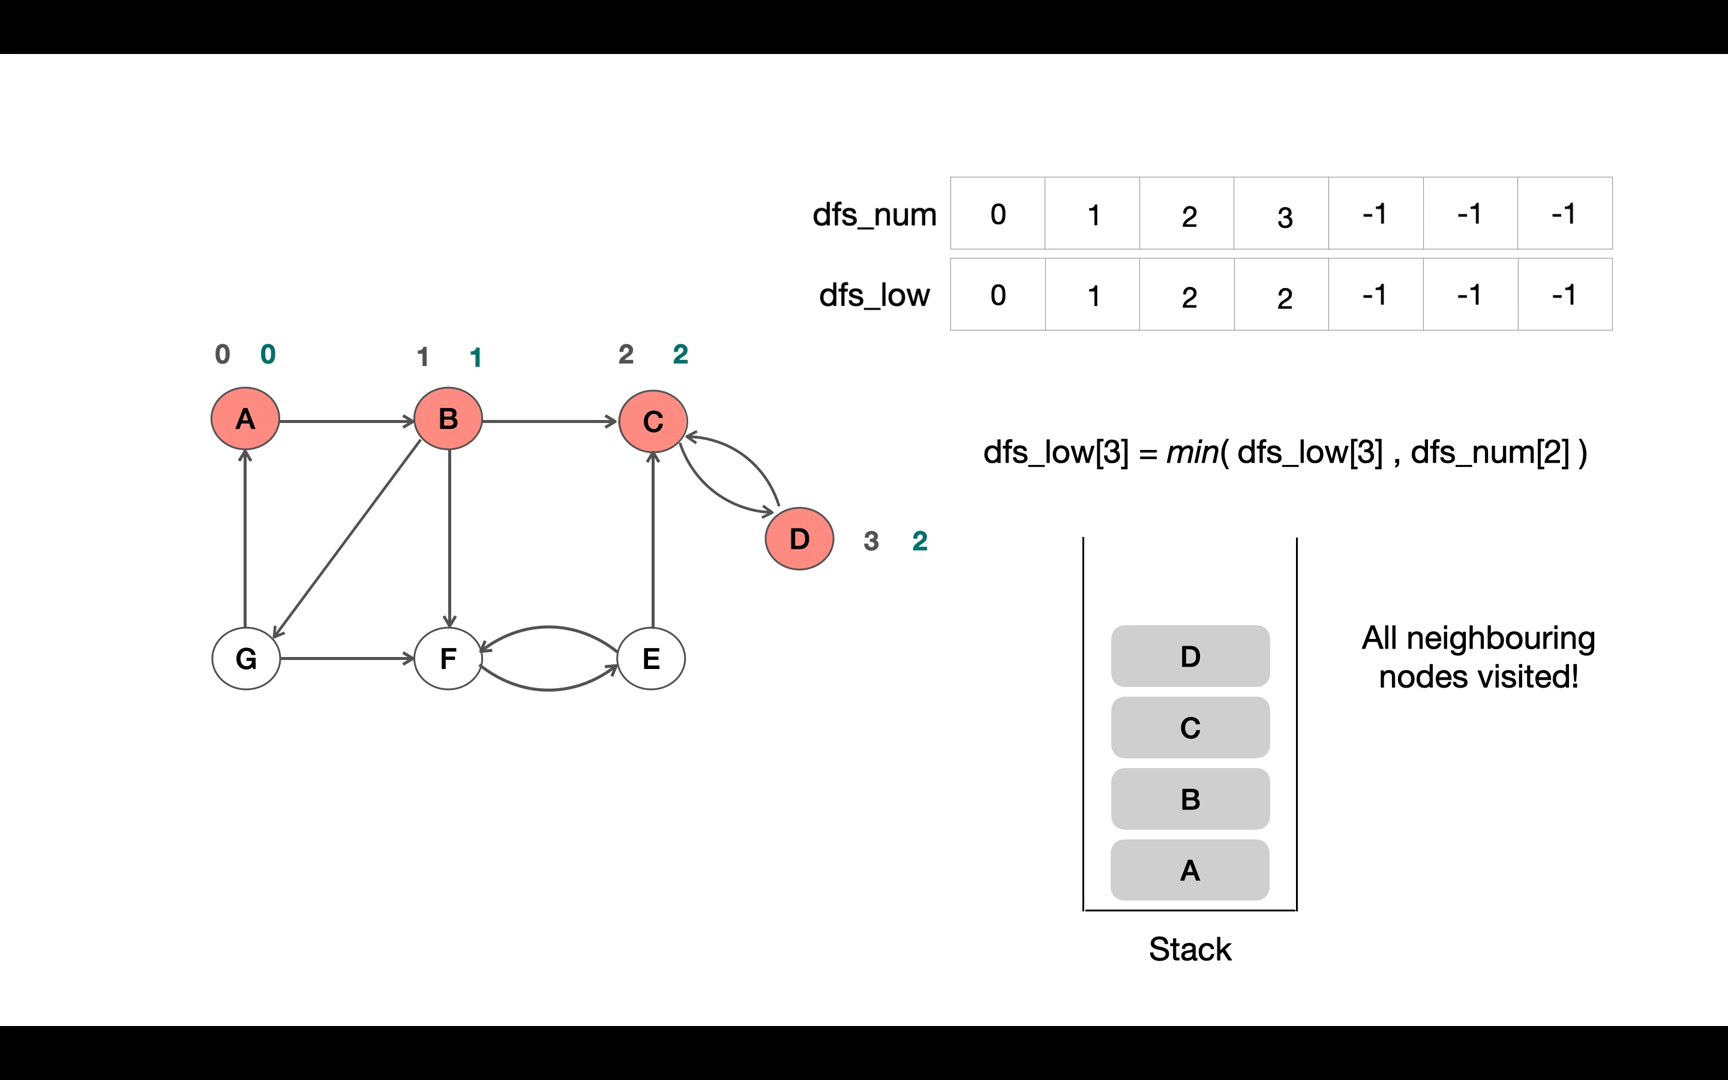 dfs_num 0 1 2 3 -1 -1 -1
dfs_low 0 1 2 2 -1 -1 -1
0 0 1 1 2 2
A B C
dfs_low[3] = min( dfs_low[3] , dfs_num[2] )
D 3 2
G F E
All neighbouring
nodes visited!
D
C
B
A
Stack